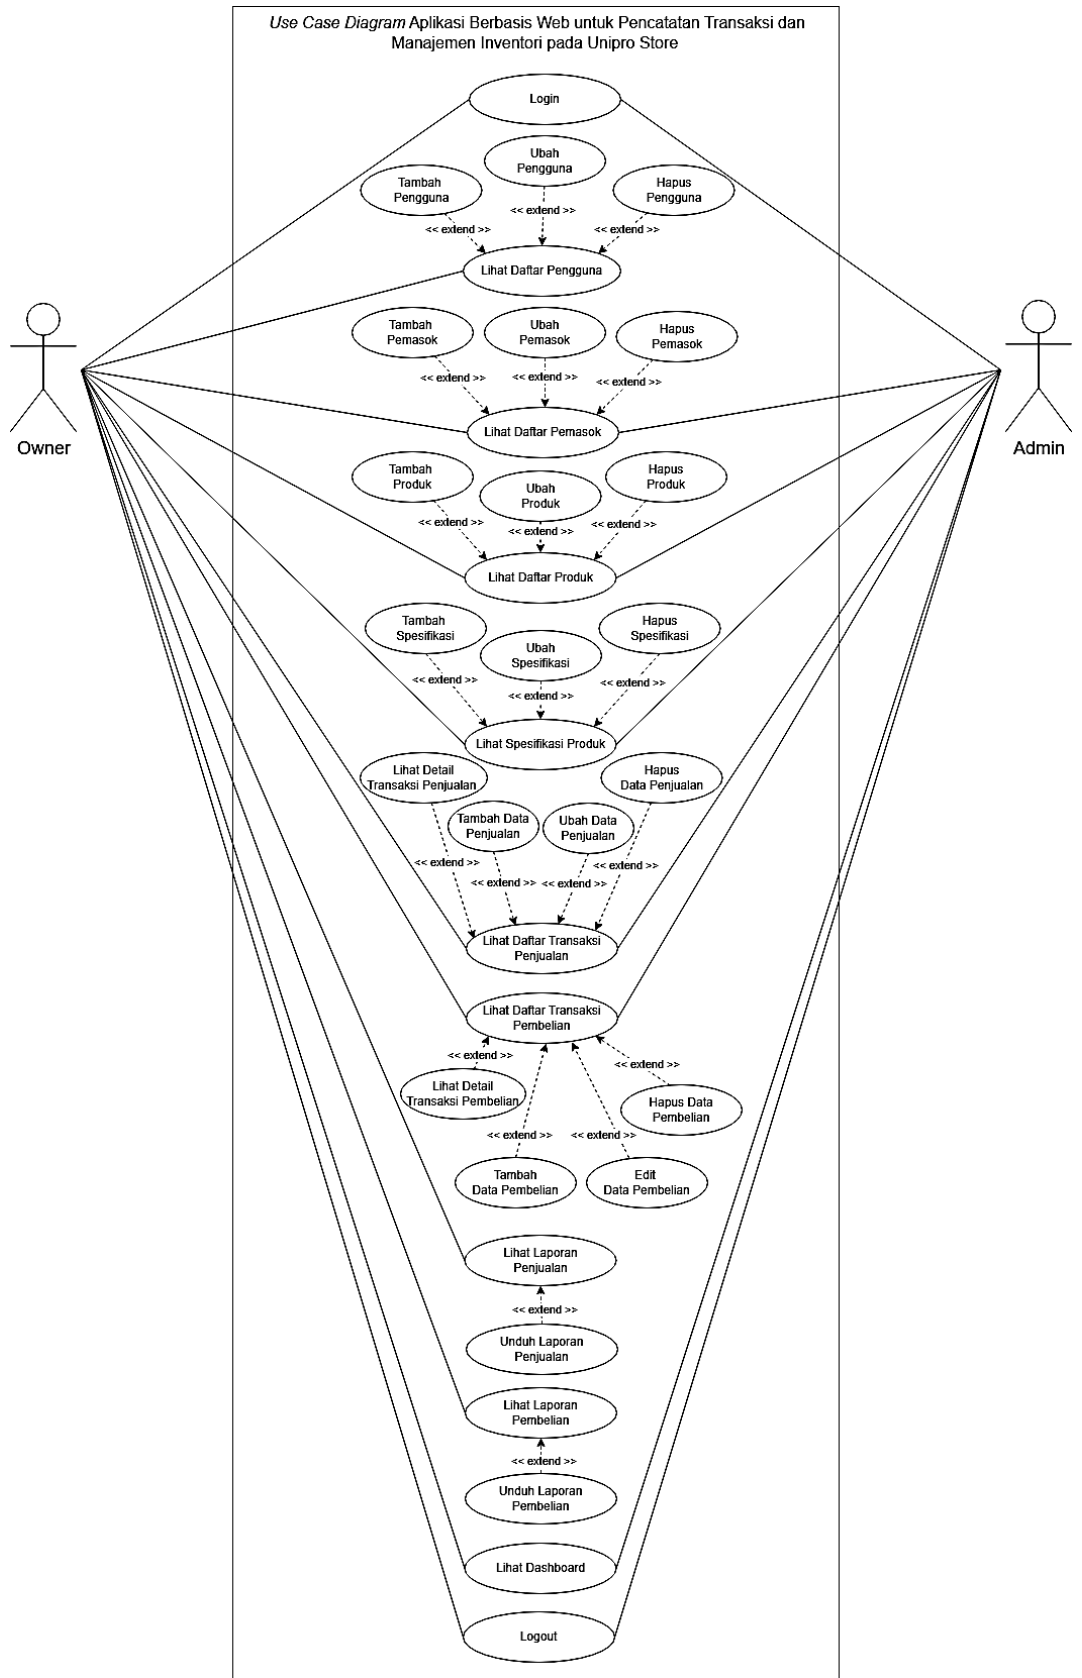 Use Case Diagram Aplikasi Berbasis Web untuk Pencatatan Transaksi dan
Manajemen Inventori pada Unipro Store
Login
Ubah
Pengguna
Tambah
Pengguna
Hapus
Pengguna
<< extend >>
<< extend >>
<< extend >>
Lihat Daftar Pengguna
Tambah
Pemasok
Ubah
Pemasok
Hapus
Pemasok
<< extend >>
<< extend >>
<< extend >>
Lihat Daftar Pemasok
Owner
Admin
Tambah
Produk
Ubah
Produk
Hapus
Produk
<< extend >>
<< extend >>
<< extend >>
Lihat Daftar Produk
Tambah
Spesifikasi
Ubah
Spesifikasi
Hapus
Spesifikasi
<< extend >>
<< extend >>
<< extend >>
Lihat Spesifikasi Produk
Lihat Detail
Transaksi Penjualan
Hapus
Data Penjualan
Tambah Data
Penjualan
Ubah Data
Penjualan
<< extend >>
<< extend >>
<< extend >>
<< extend >>
Lihat Daftar Transaksi
Penjualan
Lihat Daftar Transaksi
Pembelian
<< extend >>
<< extend >>
Lihat Detail
Transaksi Pembelian
Hapus Data
Pembelian
<< extend >>
<< extend >>
Tambah
Data Pembelian
Edit
Data Pembelian
Lihat Laporan
Penjualan
<< extend >>
Unduh Laporan
Penjualan
Lihat Laporan
Pembelian
<< extend >>
Unduh Laporan
Pembelian
Lihat Dashboard
Logout